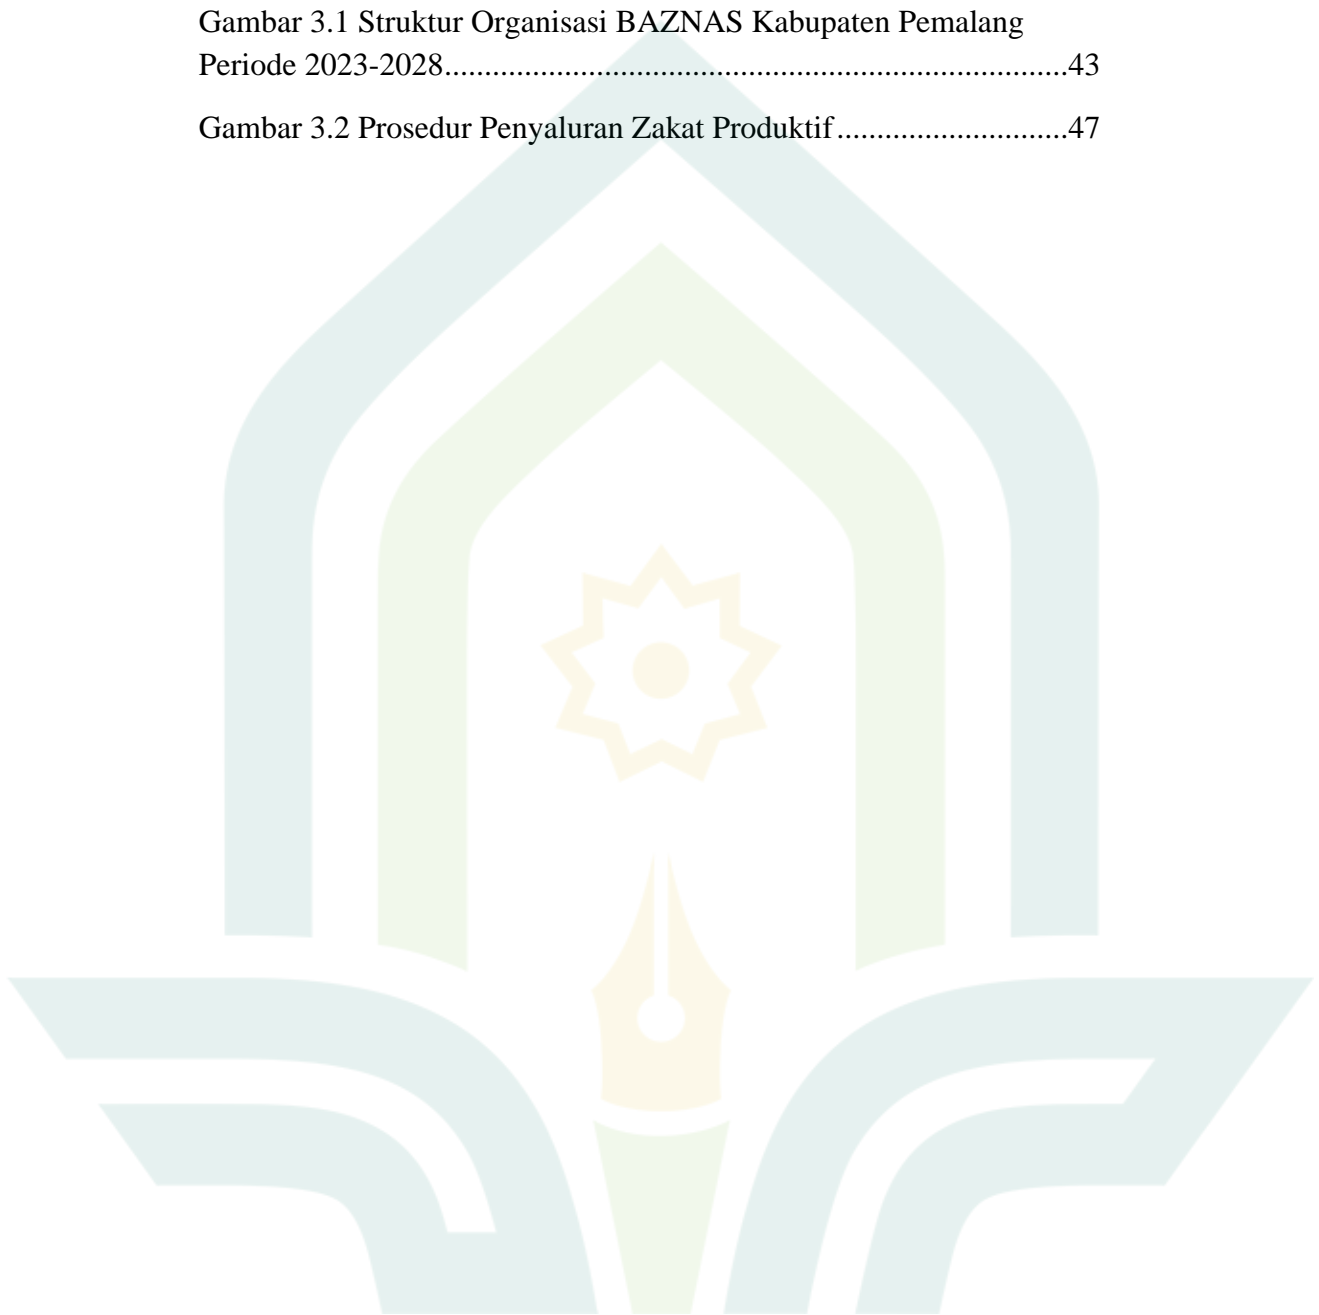 Gambar 3.1 Struktur Organisasi BAZNAS Kabupaten Pemalang
Periode 2023-2028..............................................................................43
Gambar 3.2 Prosedur Penyaluran Zakat Produktif.............................47